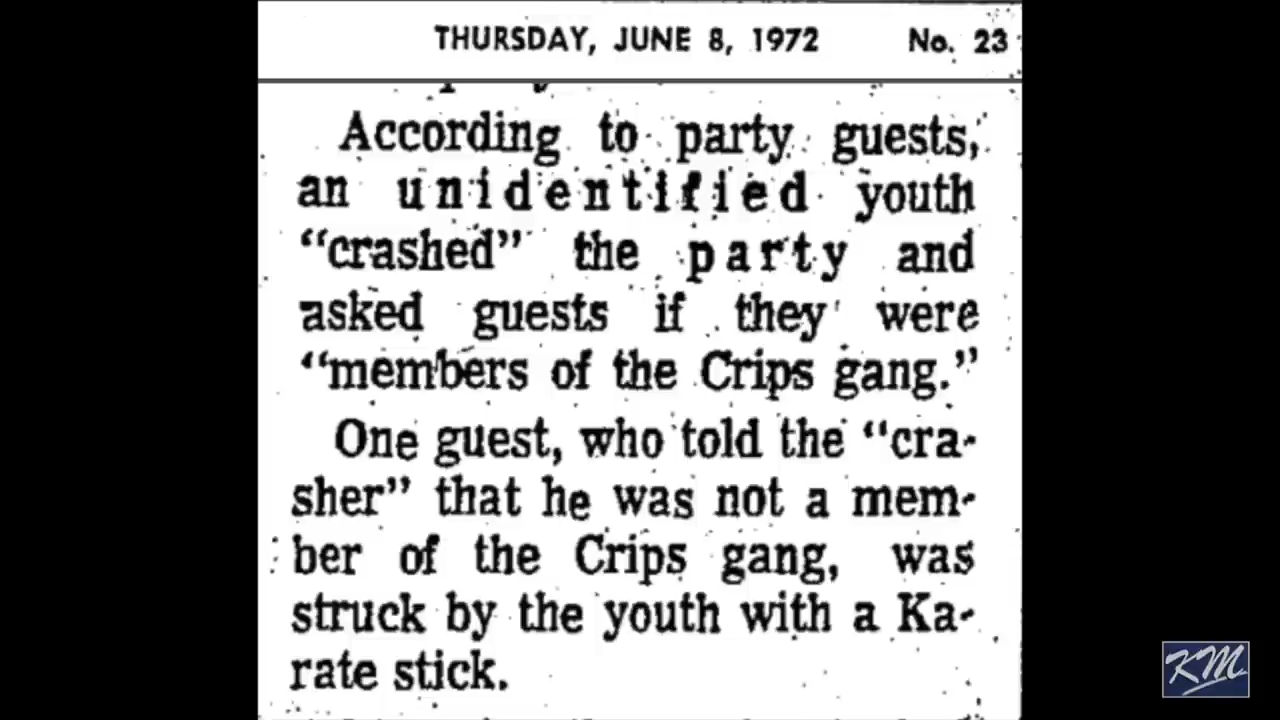 THURSDAY, JUNE 8, 1972 No. 23
According to party guests,
an unidentified youth
“crashed” the party and
asked guests if they were
“members of the Crips gang.”
One guest, who told the “cra-
sher” that he was not a mem-
ber of the Crips gang, was
struck by the youth with a Ka-
rate stick.
KM